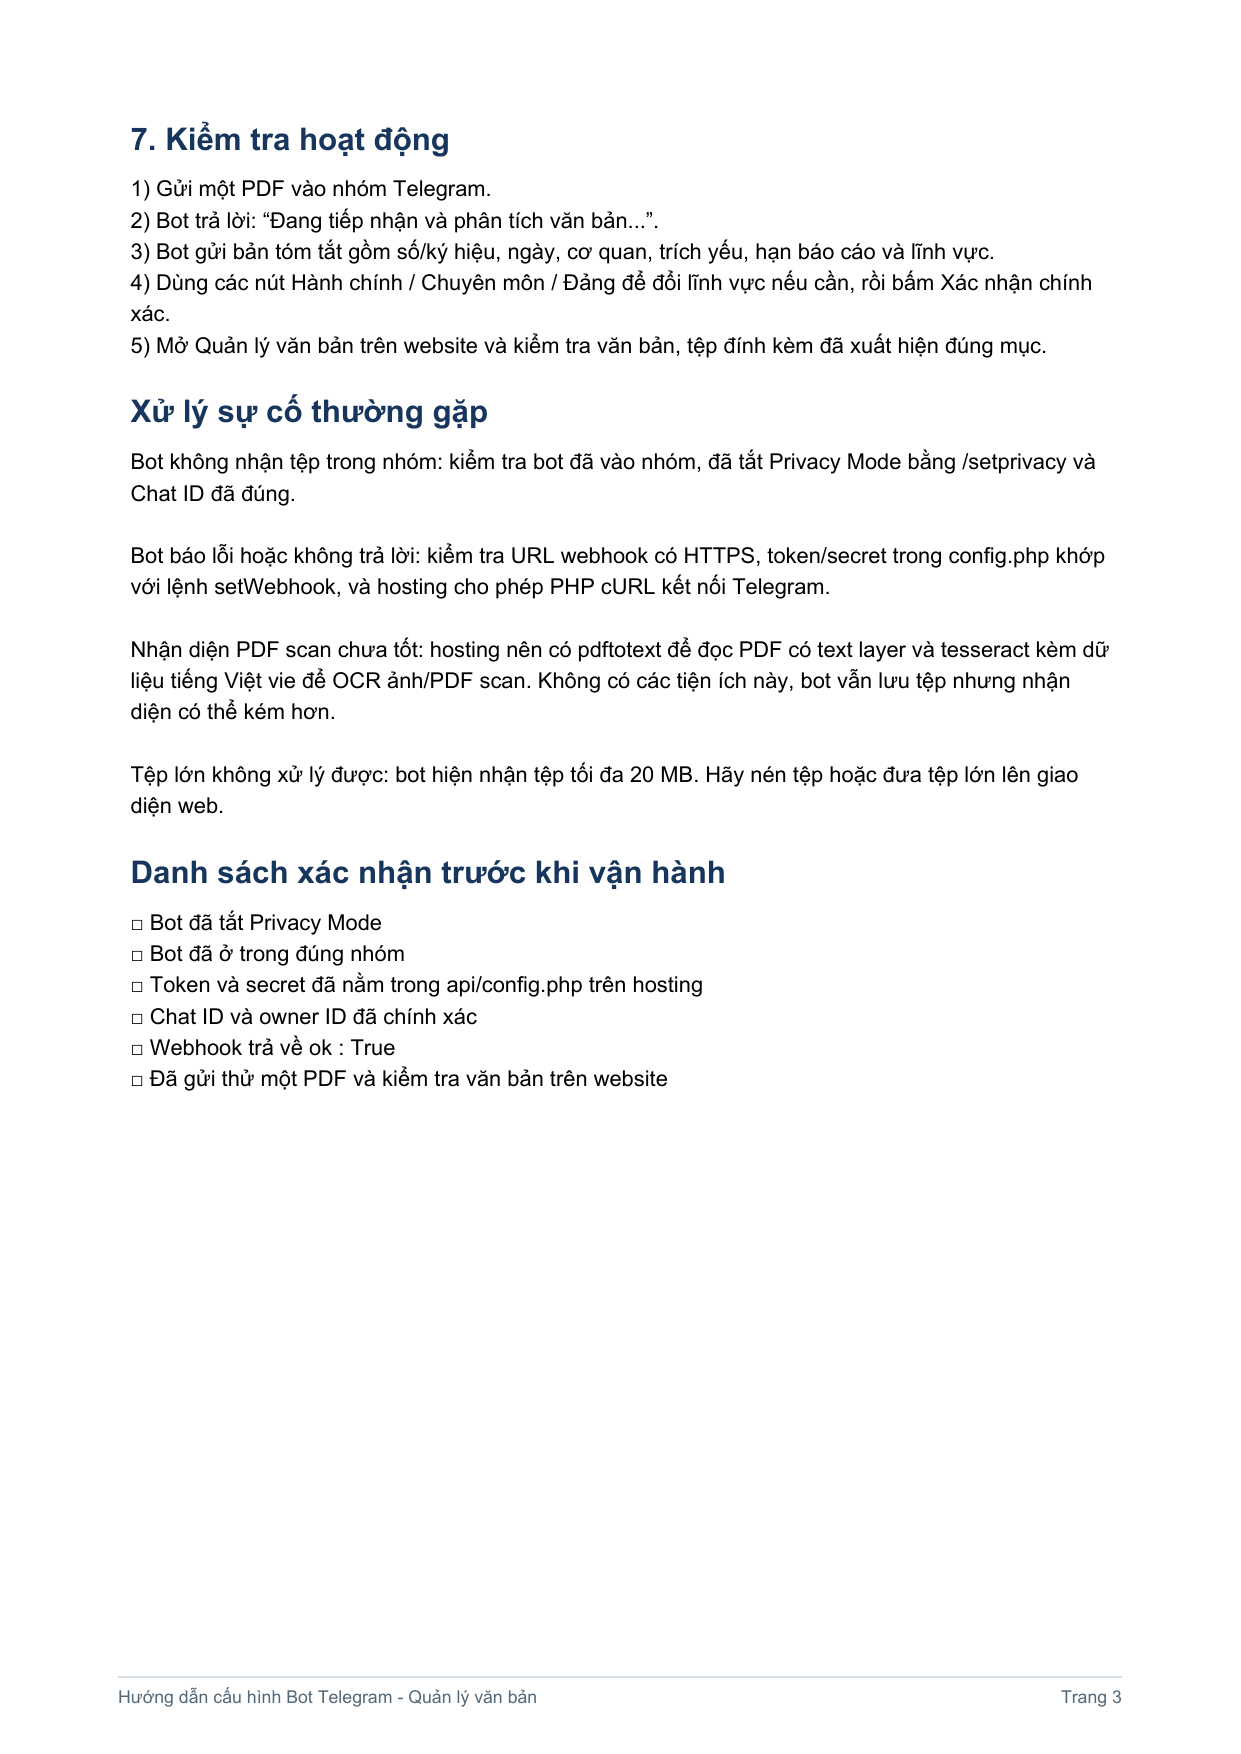 7. Kiểm tra hoạt động
1) Gửi một PDF vào nhóm Telegram.
2) Bot trả lời: “Đang tiếp nhận và phân tích văn bản...”.
3) Bot gửi bản tóm tắt gồm số/ký hiệu, ngày, cơ quan, trích yếu, hạn báo cáo và lĩnh vực.
4) Dùng các nút Hành chính / Chuyên môn / Đảng để đổi lĩnh vực nếu cần, rồi bấm Xác nhận chính
xác.
5) Mở Quản lý văn bản trên website và kiểm tra văn bản, tệp đính kèm đã xuất hiện đúng mục.
Xử lý sự cố thường gặp
Bot không nhận tệp trong nhóm: kiểm tra bot đã vào nhóm, đã tắt Privacy Mode bằng /setprivacy và
Chat ID đã đúng.
Bot báo lỗi hoặc không trả lời: kiểm tra URL webhook có HTTPS, token/secret trong config.php khớp
với lệnh setWebhook, và hosting cho phép PHP cURL kết nối Telegram.
Nhận diện PDF scan chưa tốt: hosting nên có pdftotext để đọc PDF có text layer và tesseract kèm dữ
liệu tiếng Việt vie để OCR ảnh/PDF scan. Không có các tiện ích này, bot vẫn lưu tệp nhưng nhận
diện có thể kém hơn.
Tệp lớn không xử lý được: bot hiện nhận tệp tối đa 20 MB. Hãy nén tệp hoặc đưa tệp lớn lên giao
diện web.
Danh sách xác nhận trước khi vận hành
□ Bot đã tắt Privacy Mode
□ Bot đã ở trong đúng nhóm
□ Token và secret đã nằm trong api/config.php trên hosting
□ Chat ID và owner ID đã chính xác
□ Webhook trả về ok : True
□ Đã gửi thử một PDF và kiểm tra văn bản trên website
Hướng dẫn cấu hình Bot Telegram - Quản lý văn bản
Trang 3